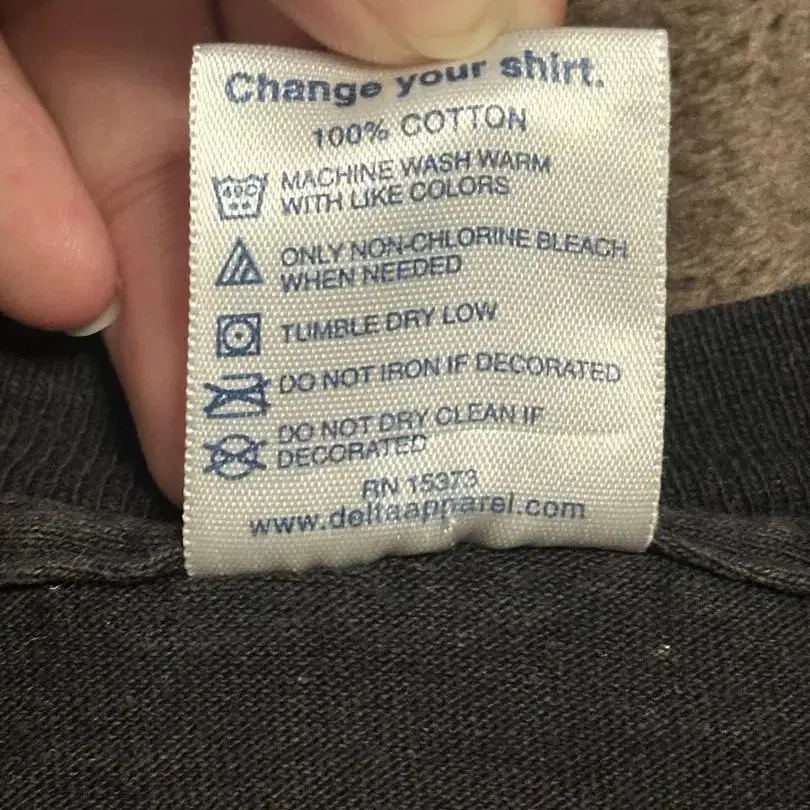 Change your shirt.
100% COTTON
40C
MACHINE WASH WARM
WITH LIKE COLORS
ONLY NON-CHLORINE BLEACH
WHEN NEEDED
TUMBLE DRY LOW
DO NOT IRON IF DECORATED
DO NOT DRY CLEAN IF
DECORATED
RN 15373
www.deltaapparel.com